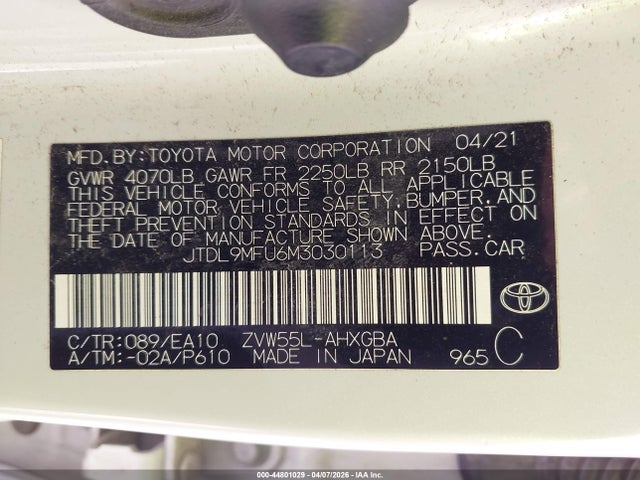 MFD.BY:TOYOTA MOTOR CORPORATION 04/21
GVWR 4070LB GAWR FR 2250LB RR 2150LB
THIS VEHICLE CONFORMS TO ALL APPLICABLE
FEDERAL MOTOR VEHICLE SAFETY,BUMPER,AND
THEFT PREVENTION STANDARDS IN EFFECT ON
THE DATE OF MANUFACTURE SHOWN ABOVE.
JTDL9MFU6M3030113 PASS.CAR
C/TR:089/EA10 ZVW55L-AHXGBA
A/TM:-02A/P610 MADE IN JAPAN 965 C
000-44801029 - 04/07/2026 - IAAI.COM